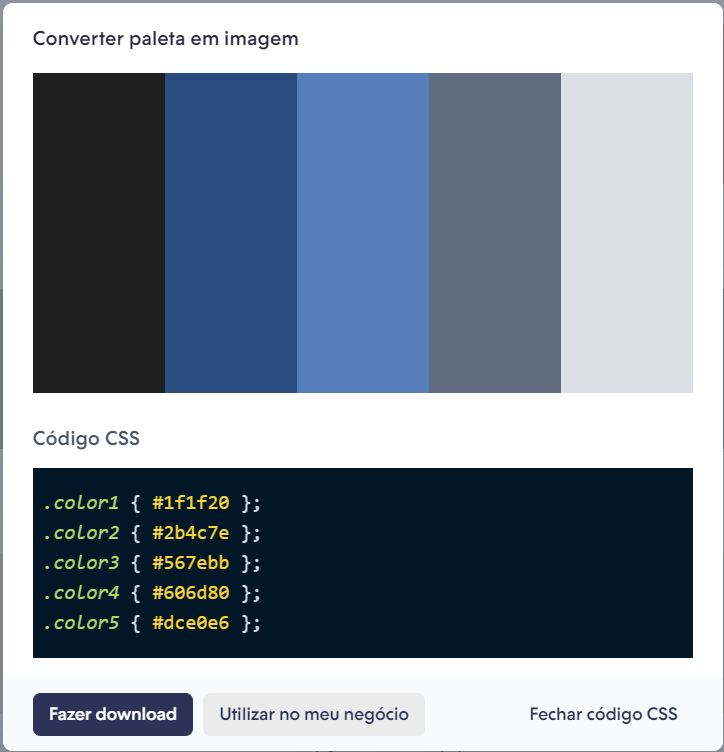 Converter paleta em imagem
Código CSS
.color1 { #1f1f20 };
.color2 { #2b4c7e };
.color3 { #567ebb };
.color4 { #606d80 };
.color5 { #dce0e6 };
Fazer download
Utilizar no meu negócio
Fechar código CSS